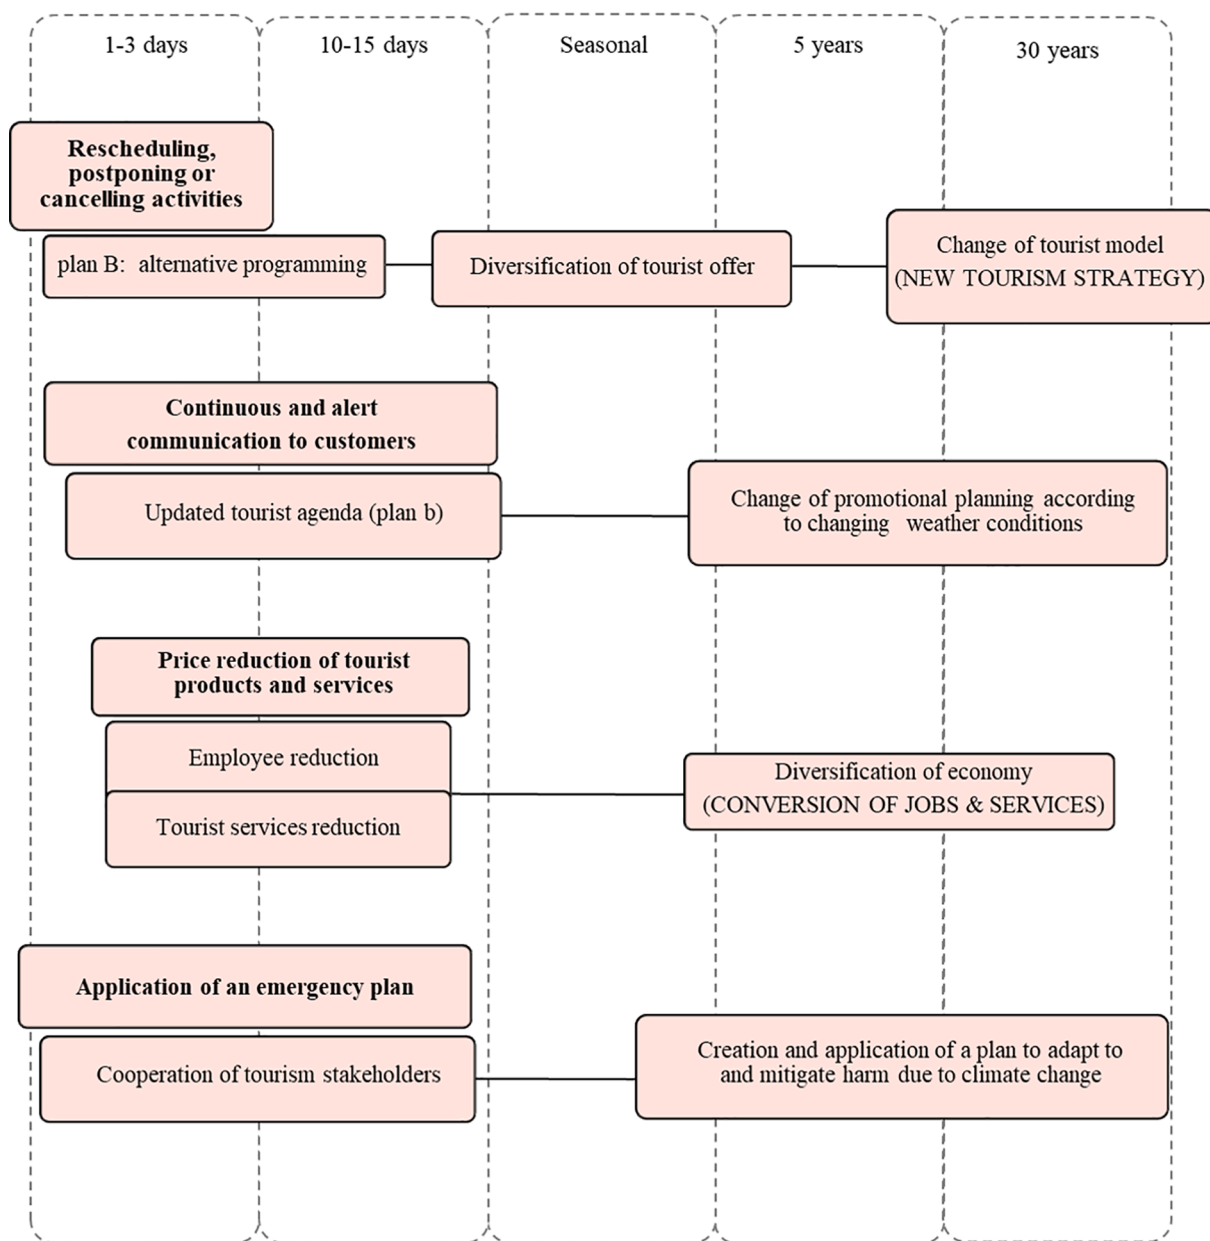 1-3 days
10-15 days
Seasonal
5 years
30 years
Rescheduling,
postponing or
cancelling activities
plan B: alternative programming
Diversification of tourist offer
Change of tourist model
(NEW TOURISM STRATEGY)
Continuous and alert
communication to customers
Updated tourist agenda (plan b)
Change of promotional planning according
to changing weather conditions
Price reduction of tourist
products and services
Employee reduction
Tourist services reduction
Diversification of economy
(CONVERSION OF JOBS & SERVICES)
Application of an emergency plan
Cooperation of tourism stakeholders
Creation and application of a plan to adapt to
and mitigate harm due to climate change